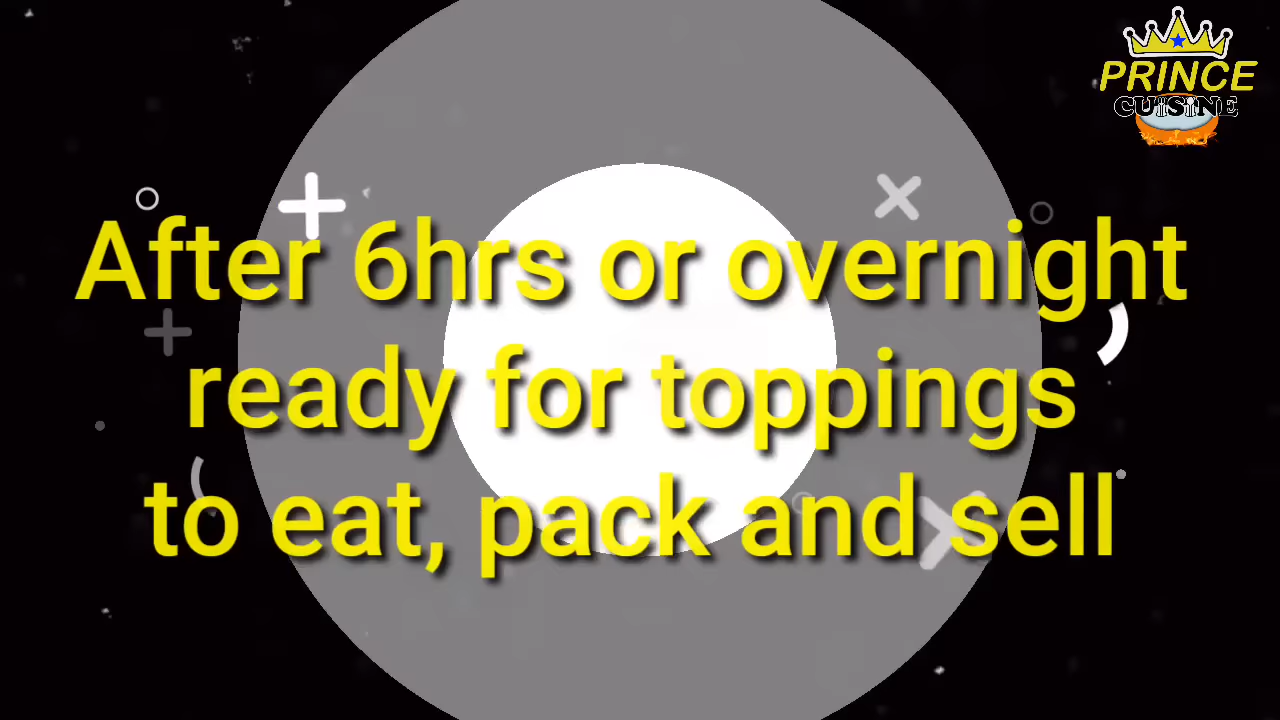 PRINCE
CUiSiNE
After 6hrs or overnight
ready for toppings
to eat, pack and sell